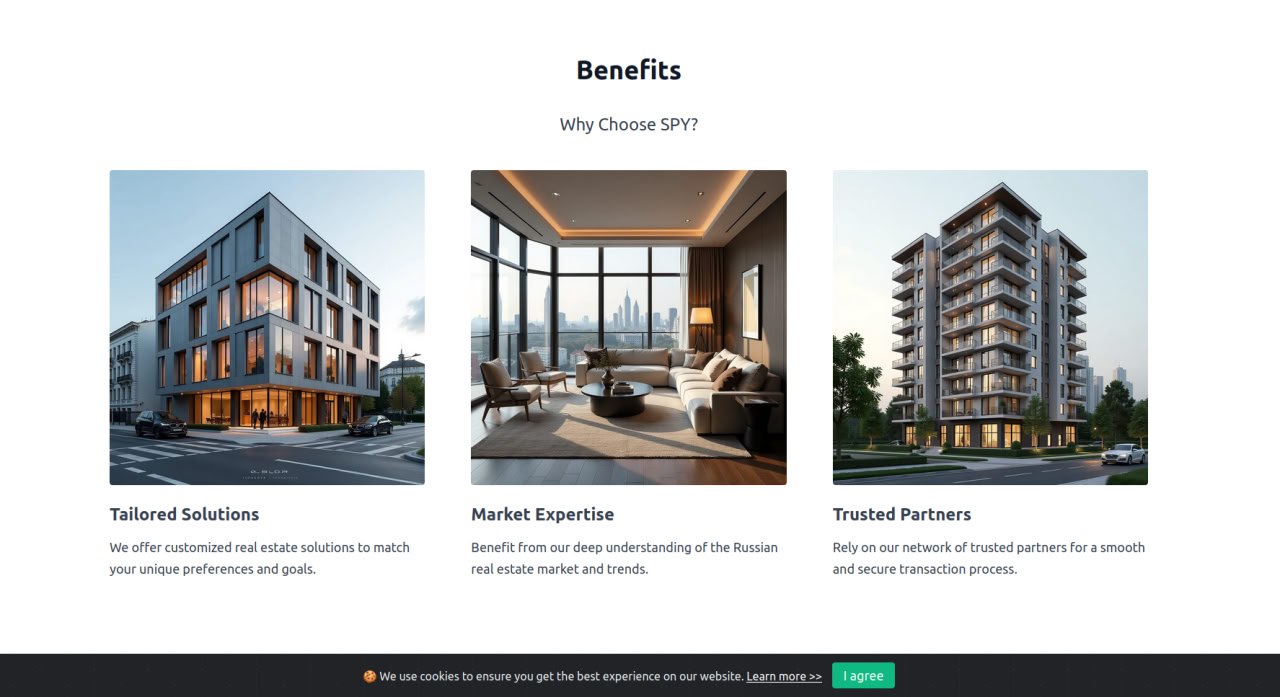 Benefits
Why Choose SPY?
Tailored Solutions
We offer customized real estate solutions to match
your unique preferences and goals.
Market Expertise
Benefit from our deep understanding of the Russian
real estate market and trends.
Trusted Partners
Rely on our network of trusted partners for a smooth
and secure transaction process.
🍪 We use cookies to ensure you get the best experience on our website. Learn more >>
I agree